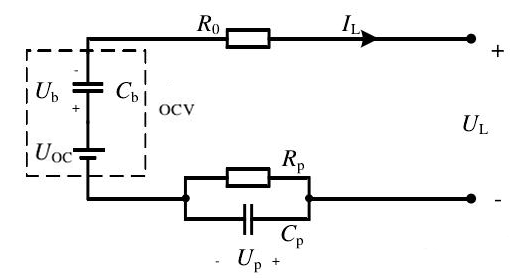 R0 IL
+
-
Ub Cb
+
OCV
UL
UOC
Rp
-
Cp
- Up +